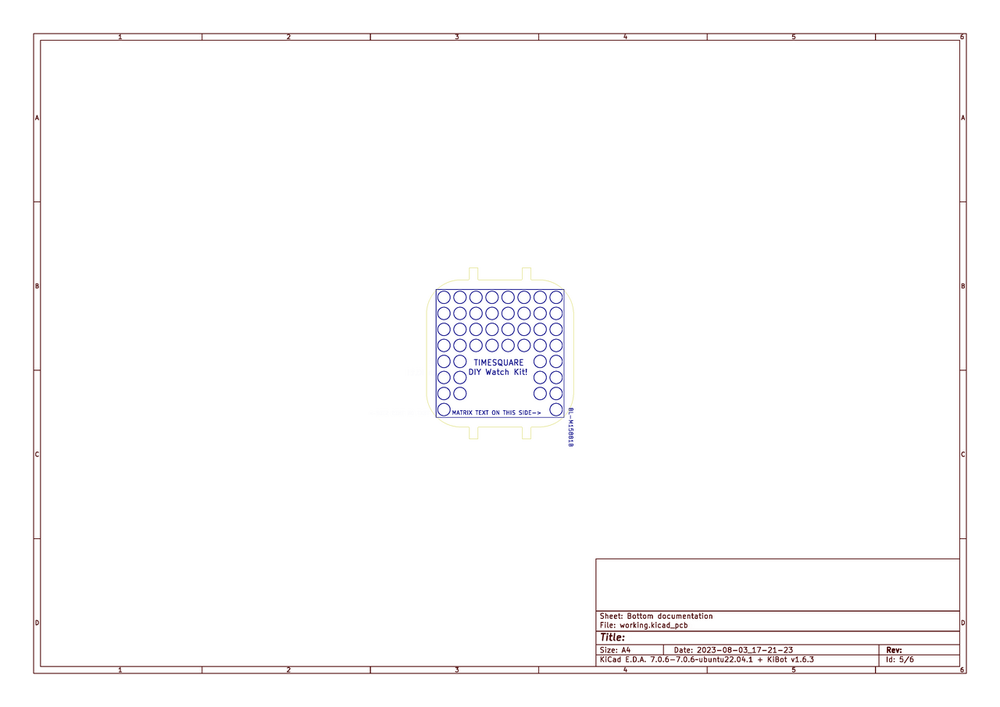 1 2 3 4 5 6
A A
B B
TIMESQUARE
DIY Watch Kit!
MATRIX TEXT ON THIS SIDE->
BL-M15881B
C C
Sheet: Bottom documentation
File: working.kicad_pcb
Title:
D D
Size: A4 Date: 2023-08-03_17-21-23 Rev:
KiCad E.D.A. 7.0.6-7.0.6~ubuntu22.04.1 + KiBot v1.6.3 Id: 5/6
1 2 3 4 5 6